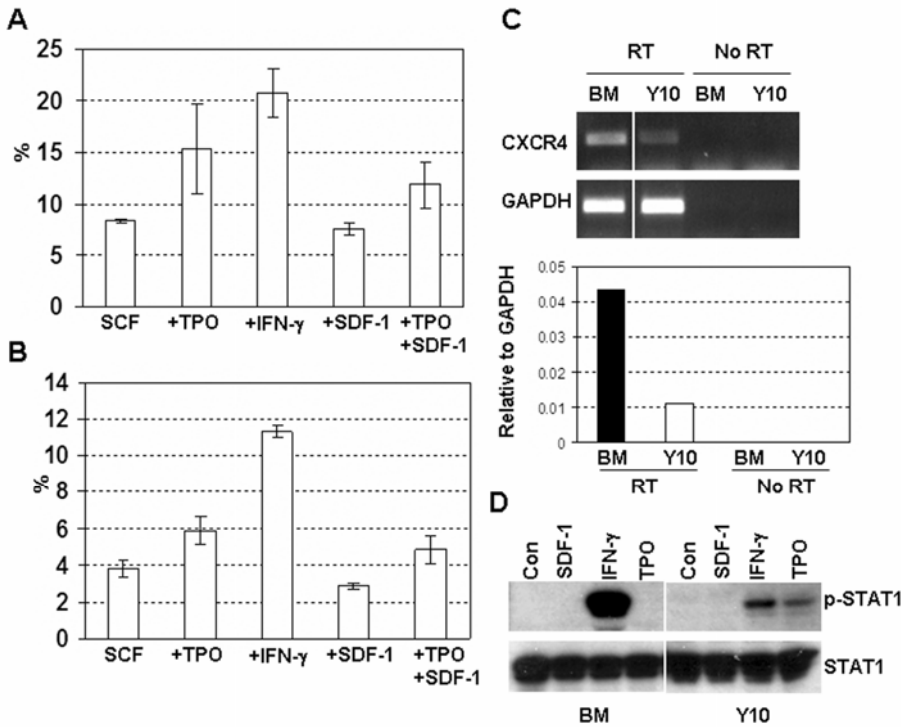 A
25
20
15
10
5
0
%
SCF
+TPO
+IFN-γ
+SDF-1
+TPO
+SDF-1
B
14
12
10
8
6
4
2
0
%
SCF
+TPO
+IFN-γ
+SDF-1
+TPO
+SDF-1
C
RT No RT
BM Y10 BM Y10
CXCR4
GAPDH
0.05
0.04
0.03
0.02
0.01
0
Relative to GAPDH
BM Y10 BM Y10
RT No RT
D
Con SDF-1 IFN-γ TPO Con SDF-1 IFN-γ TPO
p-STAT1
STAT1
BM Y10